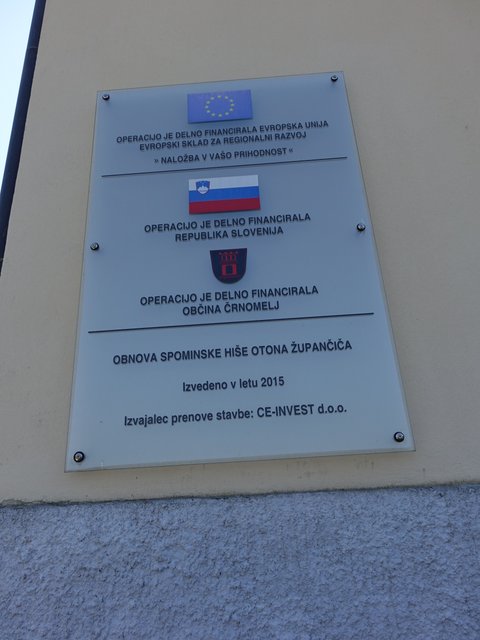 OPERACIJO JE DELNO FINANCIRALA EVROPSKA UNIJA
EVROPSKI SKLAD ZA REGIONALNI RAZVOJ
» NALOŽBA V VAŠO PRIHODNOST «
OPERACIJO JE DELNO FINANCIRALA
REPUBLIKA SLOVENIJA
OPERACIJO JE DELNO FINANCIRALA
OBČINA ČRNOMELJ
OBNOVA SPOMINSKE HIŠE OTONA ŽUPANČIČA
Izvedeno v letu 2015
Izvajalec prenove stavbe: CE-INVEST d.o.o.